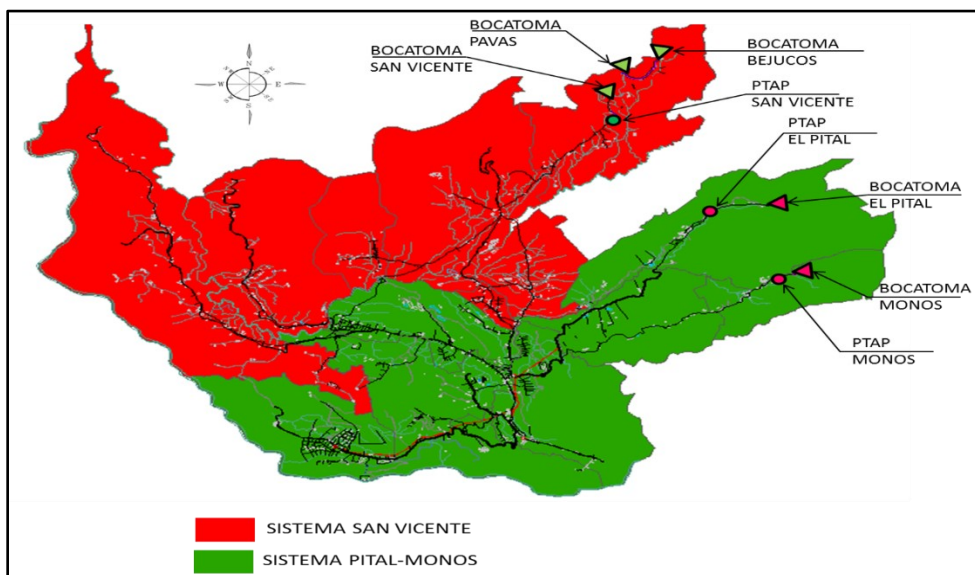 BOCATOMA
PAVAS
BOCATOMA
SAN VICENTE
BOCATOMA
BEJUCOS
PTAP
SAN VICENTE
PTAP
EL PITAL
BOCATOMA
EL PITAL
BOCATOMA
MONOS
PTAP
MONOS
N
W
E
S
SISTEMA SAN VICENTE
SISTEMA PITAL-MONOS